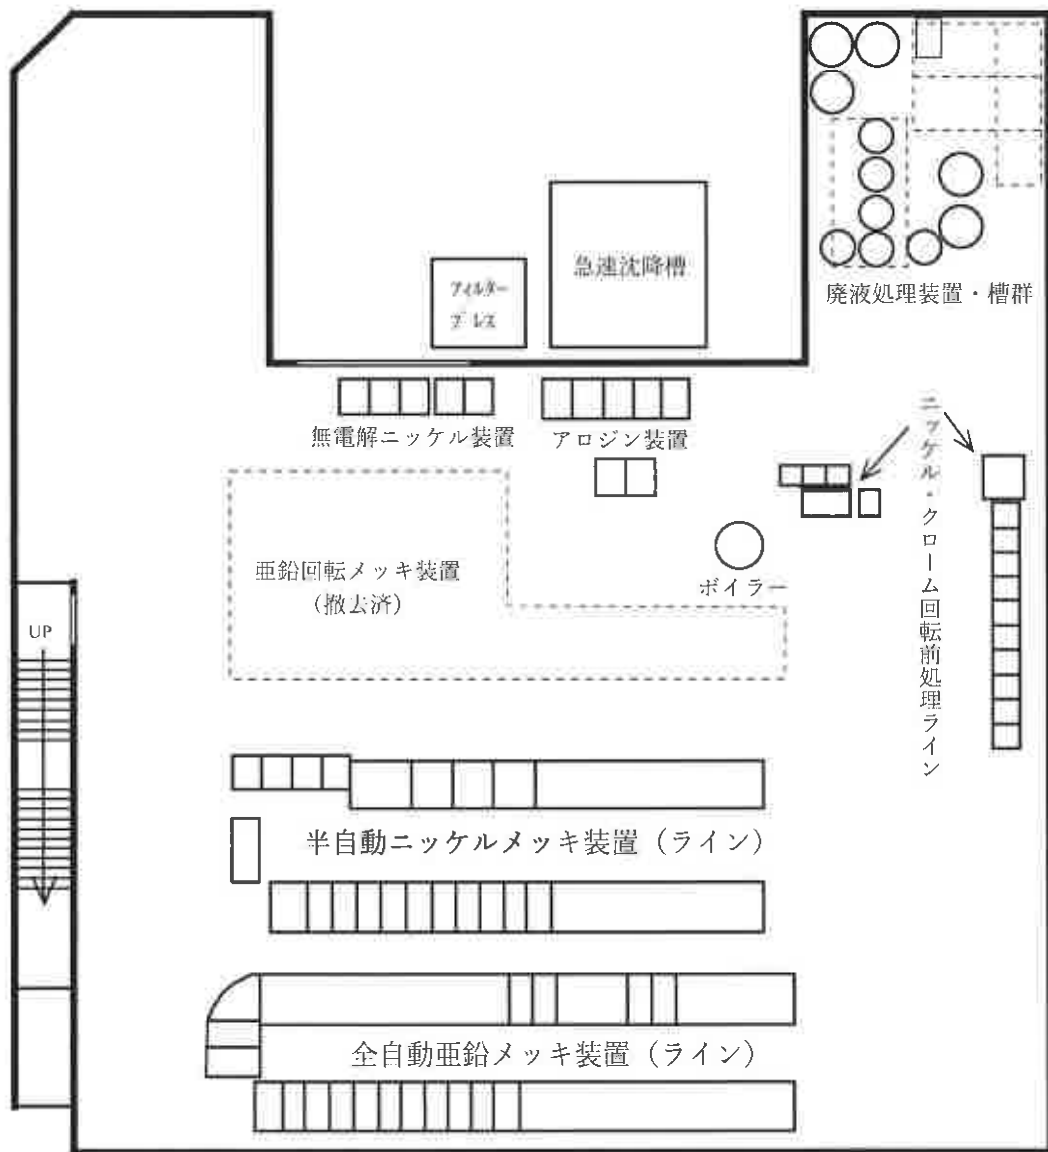 急速沈降槽
フィルター
プレス
廃液処理装置・槽群
無電解ニッケル装置
アロジン装置
ニッケル・クローム回転前処理ライン
亜鉛回転メッキ装置
(撤去済)
ボイラー
UP
半自動ニッケルメッキ装置(ライン)
全自動亜鉛メッキ装置(ライン)